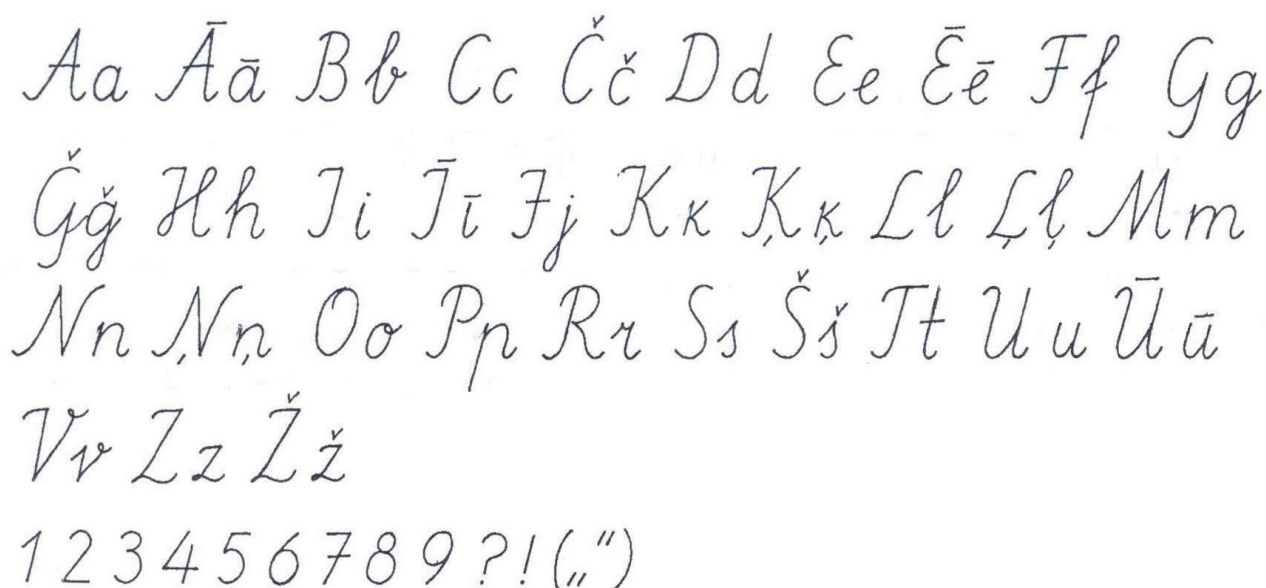 Aa Āā Bb Cc Čč Dd Ee Ēē Ff Gg
Ğğ Hh Ii Īī Jj Kk Ķķ Ll Ļļ Mm
Nn Ņņ Oo Pp Rr Ss Šš Tt Uu Ūū
Vv Zz Žž
1 2 3 4 5 6 7 8 9 ? ! („ “)